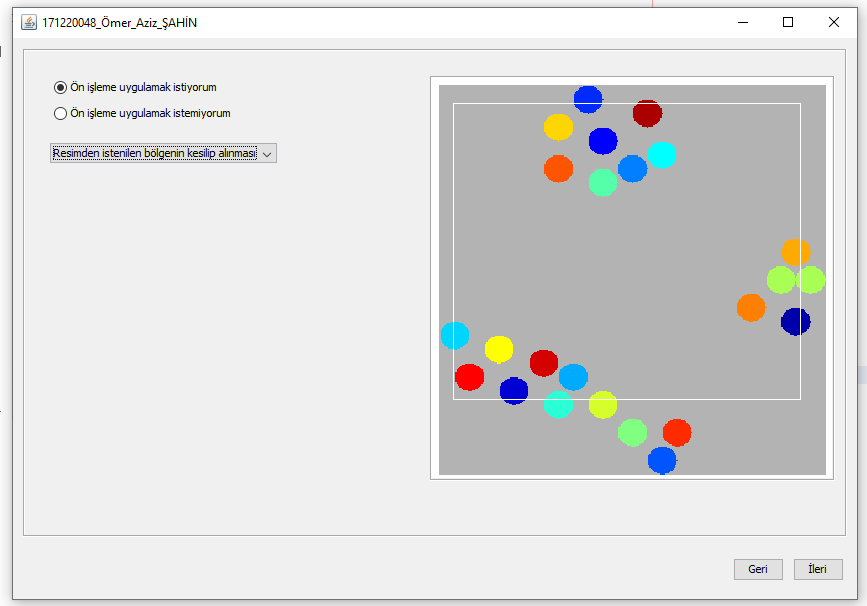 171220048_Ömer_Aziz_ŞAHİN
Ön işleme uygulamak istiyorum
Ön işleme uygulamak istemiyorum
Resimden istenilen bölgenin kesilip alınması
Geri
İleri